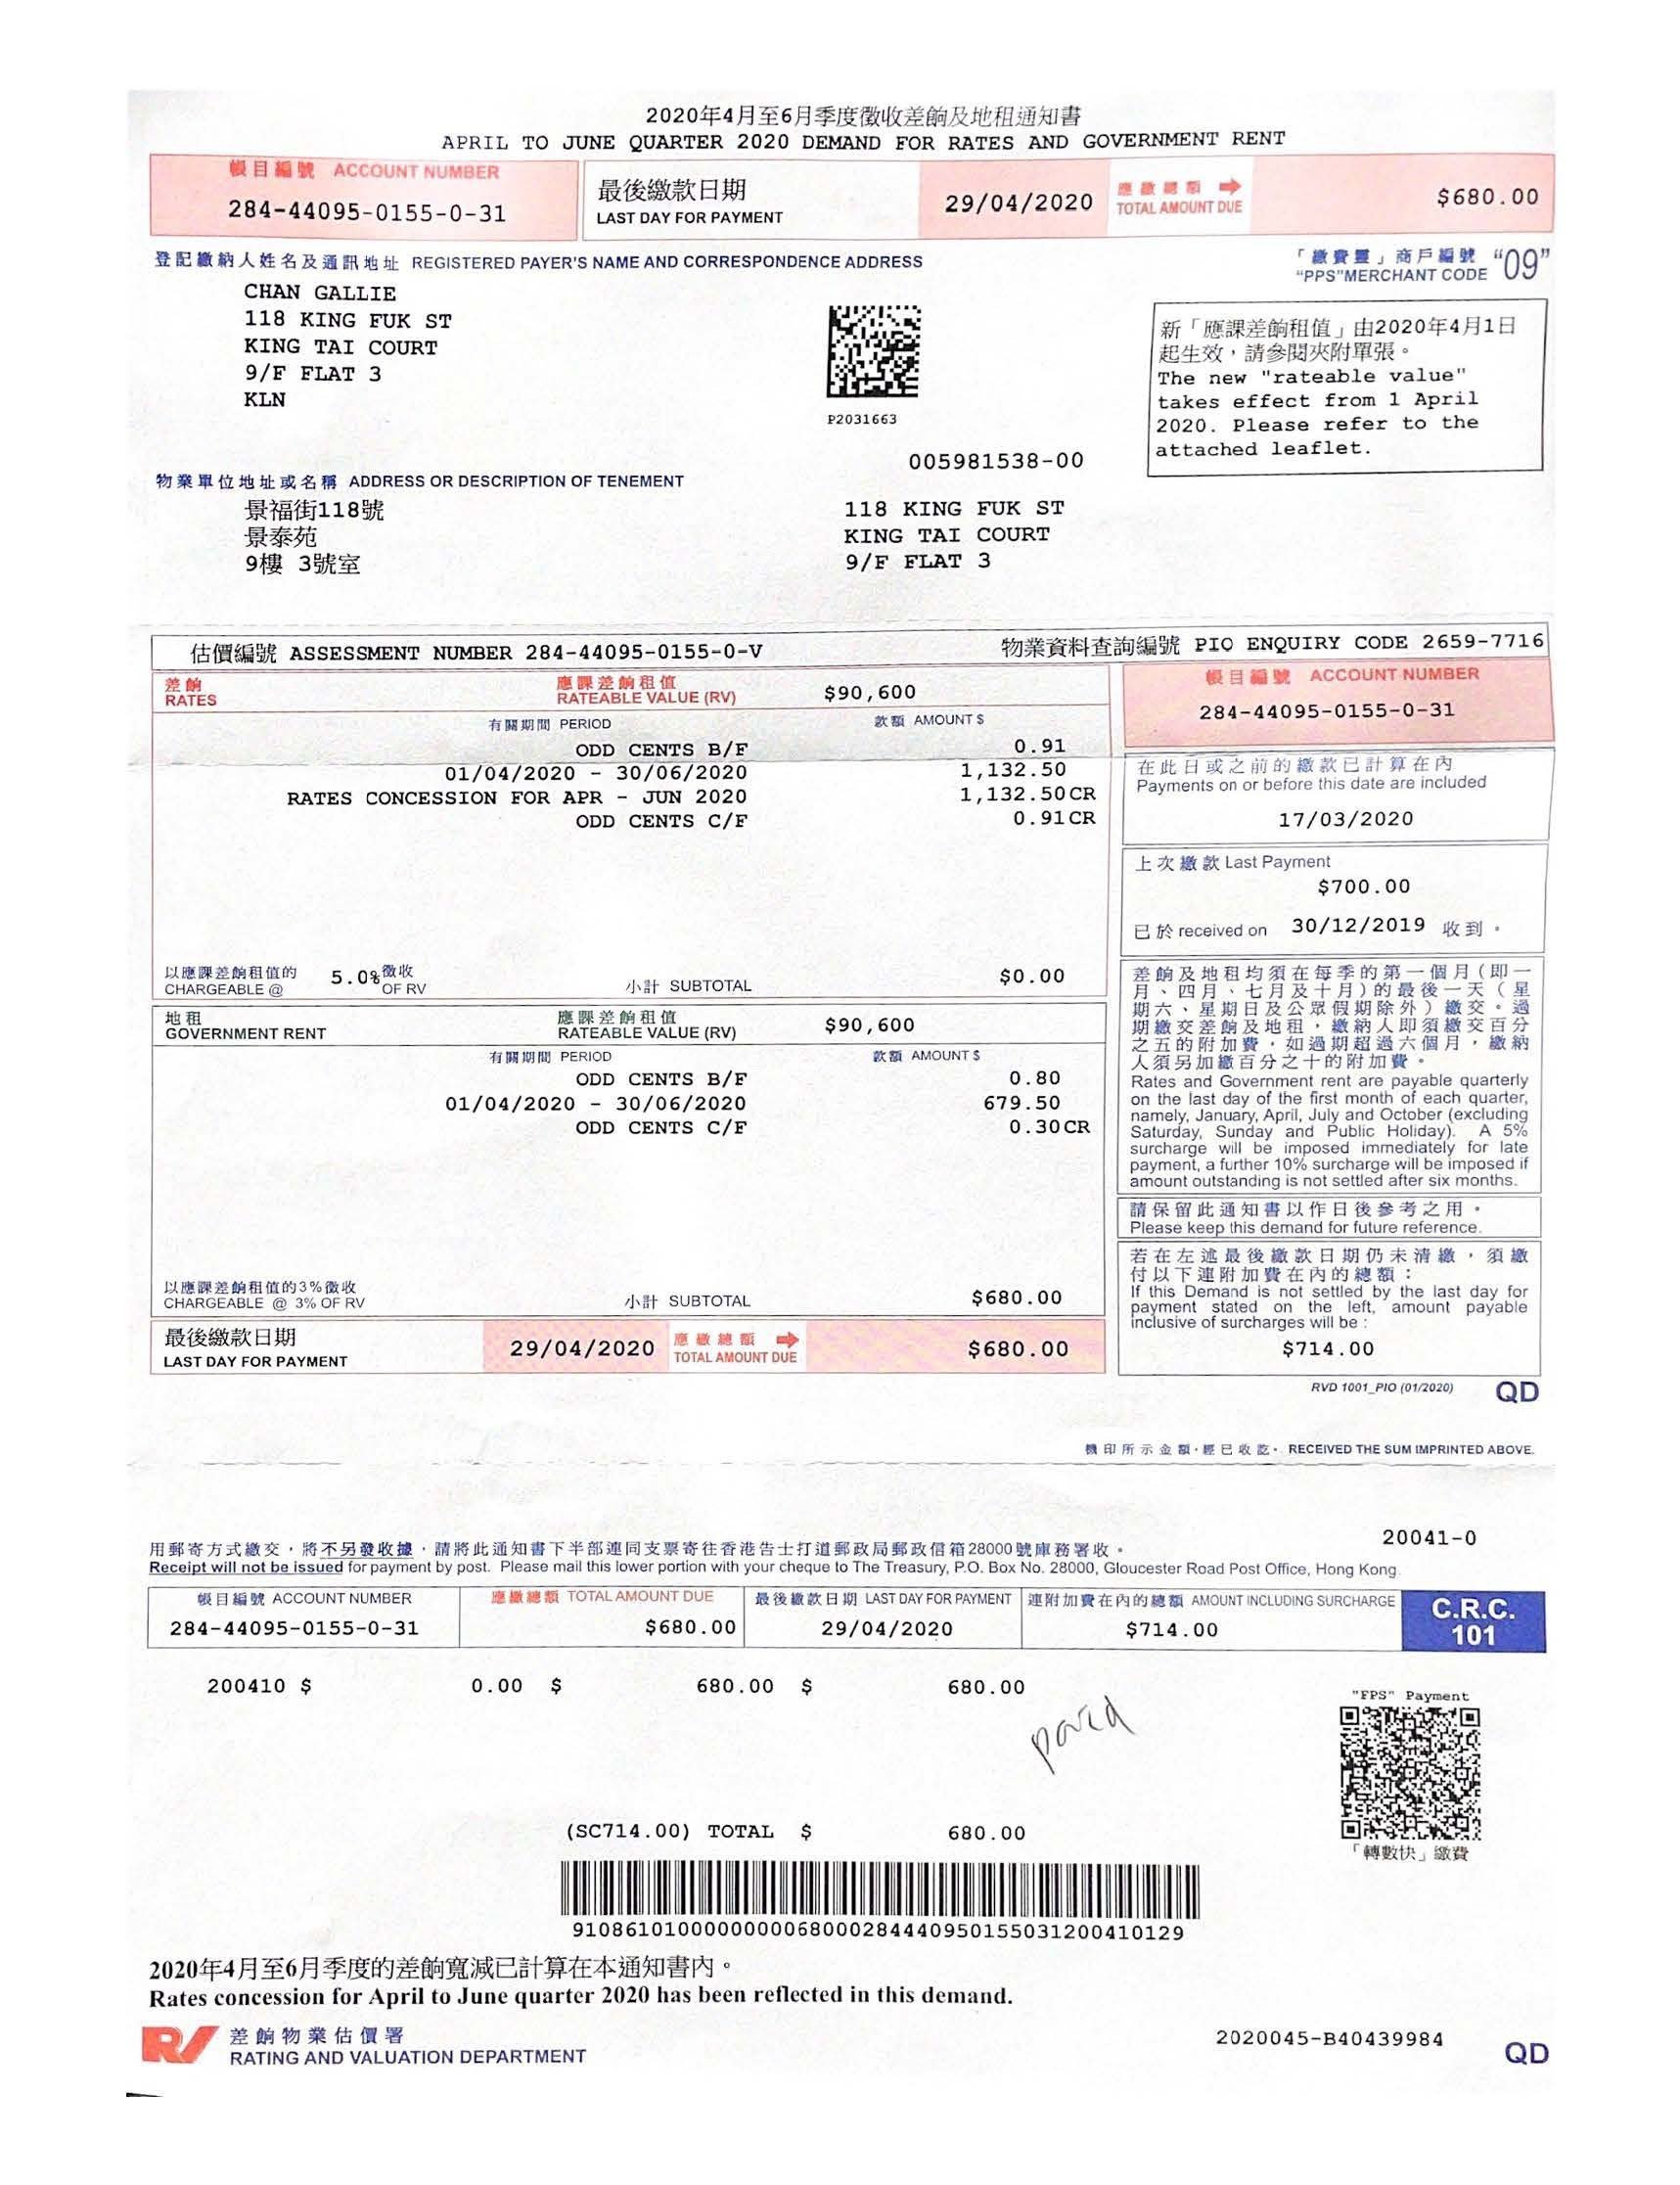 2020年4月至6月季度徵收差餉及地租通知書
APRIL TO JUNE QUARTER 2020 DEMAND FOR RATES AND GOVERNMENT RENT
帳目編號 ACCOUNT NUMBER
284-44095-0155-0-31
最後繳款日期
LAST DAY FOR PAYMENT
29/04/2020
應繳總額
TOTAL AMOUNT DUE
$680.00
登記繳納人姓名及通訊地址 REGISTERED PAYER'S NAME AND CORRESPONDENCE ADDRESS
「繳費靈」商戶編號
"PPS"MERCHANT CODE
“09”
CHAN GALLIE
118 KING FUK ST
KING TAI COURT
9/F FLAT 3
KLN
P2031663
新「應課差餉租值」由2020年4月1日
起生效，請參閱夾附單張。
The new "rateable value"
takes effect from 1 April
2020. Please refer to the
attached leaflet.
005981538-00
物業單位地址或名稱 ADDRESS OR DESCRIPTION OF TENEMENT
景福街118號
景泰苑
9樓 3號室
118 KING FUK ST
KING TAI COURT
9/F FLAT 3
估價編號 ASSESSMENT NUMBER 284-44095-0155-0-V
物業資料查詢編號 PIO ENQUIRY CODE 2659-7716
差餉
RATES
應課差餉租值
RATEABLE VALUE (RV)
$90,600
有關期間 PERIOD
款額 AMOUNT $
ODD CENTS B/F 0.91
01/04/2020 - 30/06/2020 1,132.50
RATES CONCESSION FOR APR - JUN 2020 1,132.50CR
ODD CENTS C/F 0.91CR
以應課差餉租值的
CHARGEABLE @
5.0%
徵收
OF RV
小計 SUBTOTAL
$0.00
地租
GOVERNMENT RENT
應課差餉租值
RATEABLE VALUE (RV)
$90,600
有關期間 PERIOD
款額 AMOUNT $
ODD CENTS B/F 0.80
01/04/2020 - 30/06/2020 679.50
ODD CENTS C/F 0.30CR
以應課差餉租值的3%徵收
CHARGEABLE @ 3% OF RV
小計 SUBTOTAL
$680.00
最後繳款日期
LAST DAY FOR PAYMENT
29/04/2020
應繳總額
TOTAL AMOUNT DUE
$680.00
帳目編號 ACCOUNT NUMBER
284-44095-0155-0-31
在此日或之前的繳款已計算在內
Payments on or before this date are included
17/03/2020
上次繳款 Last Payment
$700.00
已於 received on 30/12/2019 收到。
差餉及地租均須在每季的第一個月(即一
月、四月、七月及十月)的最後一天(星
期六、星期日及公眾假期除外)繳交。過
期繳交差餉及地租，繳納人即須繳交百分
之五的附加費，如過期超過六個月，繳納
人須另加繳百分之十的附加費。
Rates and Government rent are payable quarterly
on the last day of the first month of each quarter,
namely, January, April, July and October (excluding
Saturday, Sunday and Public Holiday). A 5%
surcharge will be imposed immediately for late
payment, a further 10% surcharge will be imposed if
amount outstanding is not settled after six months.
請保留此通知書以作日後參考之用。
Please keep this demand for future reference.
若在左述最後繳款日期仍未清繳，須繳
付以下連附加費在內的總額：
If this Demand is not settled by the last day for
payment stated on the left, amount payable
inclusive of surcharges will be :
$714.00
RVD 1001_PIO (01/2020)
QD
機印所示金額·經已收訖· RECEIVED THE SUM IMPRINTED ABOVE.
20041-0
用郵寄方式繳交，將不另發收據，請將此通知書下半部連同支票寄往香港告士打道郵政局郵政信箱28000號庫務署收。
Receipt will not be issued for payment by post. Please mail this lower portion with your cheque to The Treasury, P.O. Box No. 28000, Gloucester Road Post Office, Hong Kong.
帳目編號 ACCOUNT NUMBER
284-44095-0155-0-31
應繳總額 TOTAL AMOUNT DUE
$680.00
最後繳款日期 LAST DAY FOR PAYMENT
29/04/2020
連附加費在內的總額 AMOUNT INCLUDING SURCHARGE
$714.00
C.R.C.
101
200410 $ 0.00 $ 680.00 $ 680.00
paid
"FPS" Payment
「轉數快」繳費
(SC714.00) TOTAL $ 680.00
910861010000000006800028444095015503120041​0129
2020年4月至6月季度的差餉寬減已計算在本通知書內。
Rates concession for April to June quarter 2020 has been reflected in this demand.
差餉物業估價署
RATING AND VALUATION DEPARTMENT
2020045-B40439984
QD